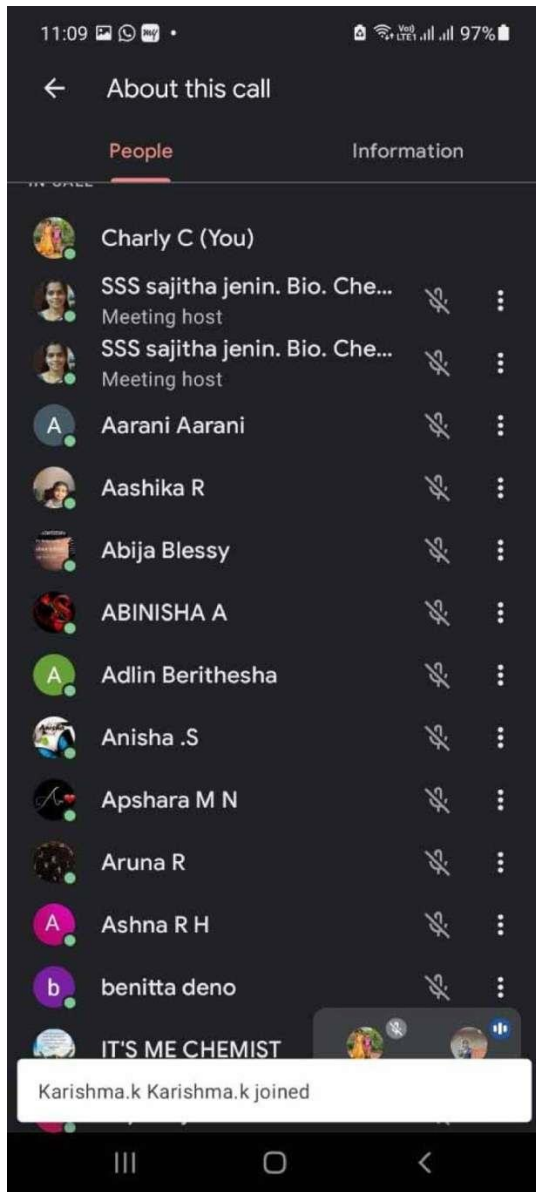 11:09
97%
About this call
People
Information
IN CALL
Charly C (You)
SSS sajitha jenin. Bio. Che...
Meeting host
SSS sajitha jenin. Bio. Che...
Meeting host
A
Aarani Aarani
Aashika R
Abija Blessy
ABINISHA A
A
Adlin Berithesha
Anisha .S
Apshara M N
Aruna R
A
Ashna R H
b
benitta deno
IT'S ME CHEMIST
Karishma.k Karishma.k joined